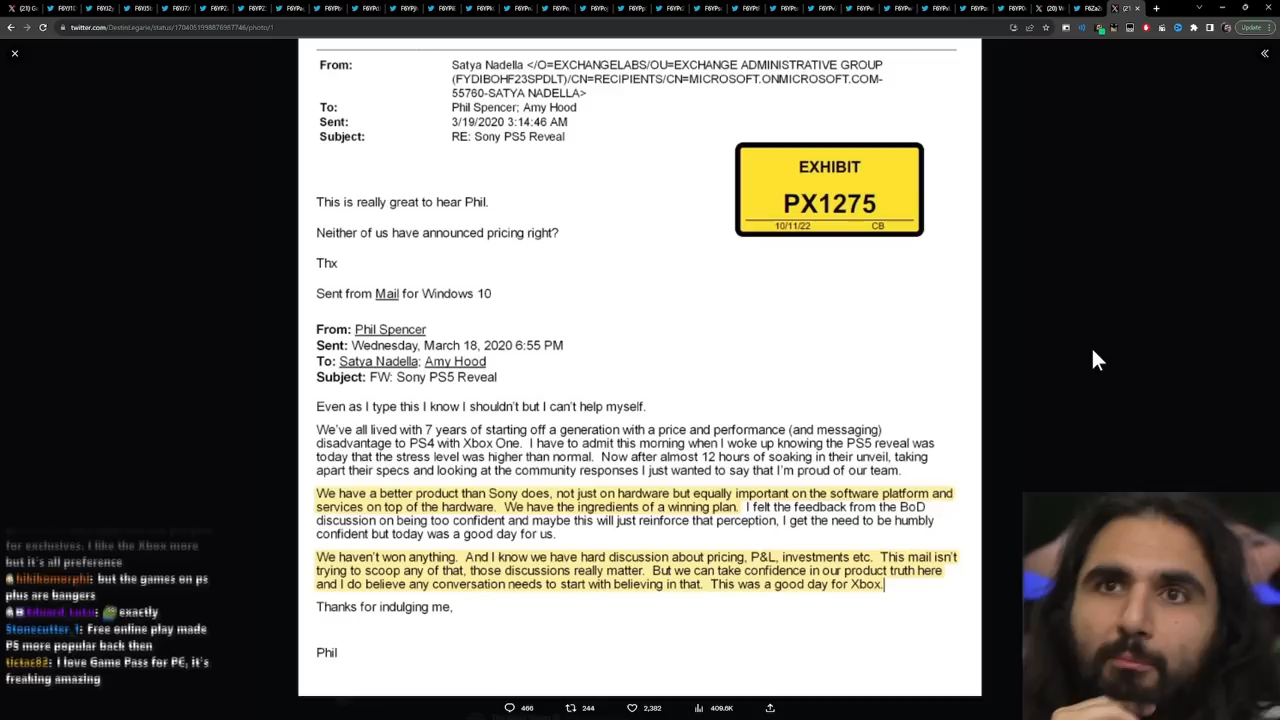 twitter.com/DestinLegarie/status/1704051998876987746/photo/1
Update
From: Satya Nadella </O=EXCHANGELABS/OU=EXCHANGE ADMINISTRATIVE GROUP
(FYDIBOHF23SPDLT)/CN=RECIPIENTS/CN=MICROSOFT.ONMICROSOFT.COM-
55760-SATYA NADELLA>
To: Phil Spencer; Amy Hood
Sent: 3/19/2020 3:14:46 AM
Subject: RE: Sony PS5 Reveal
EXHIBIT
PX1275
10/11/22 CB
This is really great to hear Phil.
Neither of us have announced pricing right?
Thx
Sent from Mail for Windows 10
From: Phil Spencer
Sent: Wednesday, March 18, 2020 6:55 PM
To: Satya Nadella; Amy Hood
Subject: FW: Sony PS5 Reveal
Even as I type this I know I shouldn't but I can't help myself.
We've all lived with 7 years of starting off a generation with a price and performance (and messaging)
disadvantage to PS4 with Xbox One. I have to admit this morning when I woke up knowing the PS5 reveal was
today that the stress level was higher than normal. Now after almost 12 hours of soaking in their unveil, taking
apart their specs and looking at the community responses I just wanted to say that I'm proud of our team.
We have a better product than Sony does, not just on hardware but equally important on the software platform and
services on top of the hardware. We have the ingredients of a winning plan. I felt the feedback from the BoD
discussion on being too confident and maybe this will just reinforce that perception, I get the need to be humbly
confident but today was a good day for us.
We haven't won anything. And I know we have hard discussion about pricing, P&L, investments etc. This mail isn't
trying to scoop any of that, those discussions really matter. But we can take confidence in our product truth here
and I do believe any conversation needs to start with believing in that. This was a good day for Xbox.
Thanks for indulging me,
Phil
for exclusives. I like the Xbox more
but it's all preference
hihikomorphi: but the games on ps
plus are bangers
exactly
Stonecutter_1: Free online play made
PS more popular back then
tictac82: I love Game Pass for PC, it's
freaking amazing
466 244 2,382 409.6K